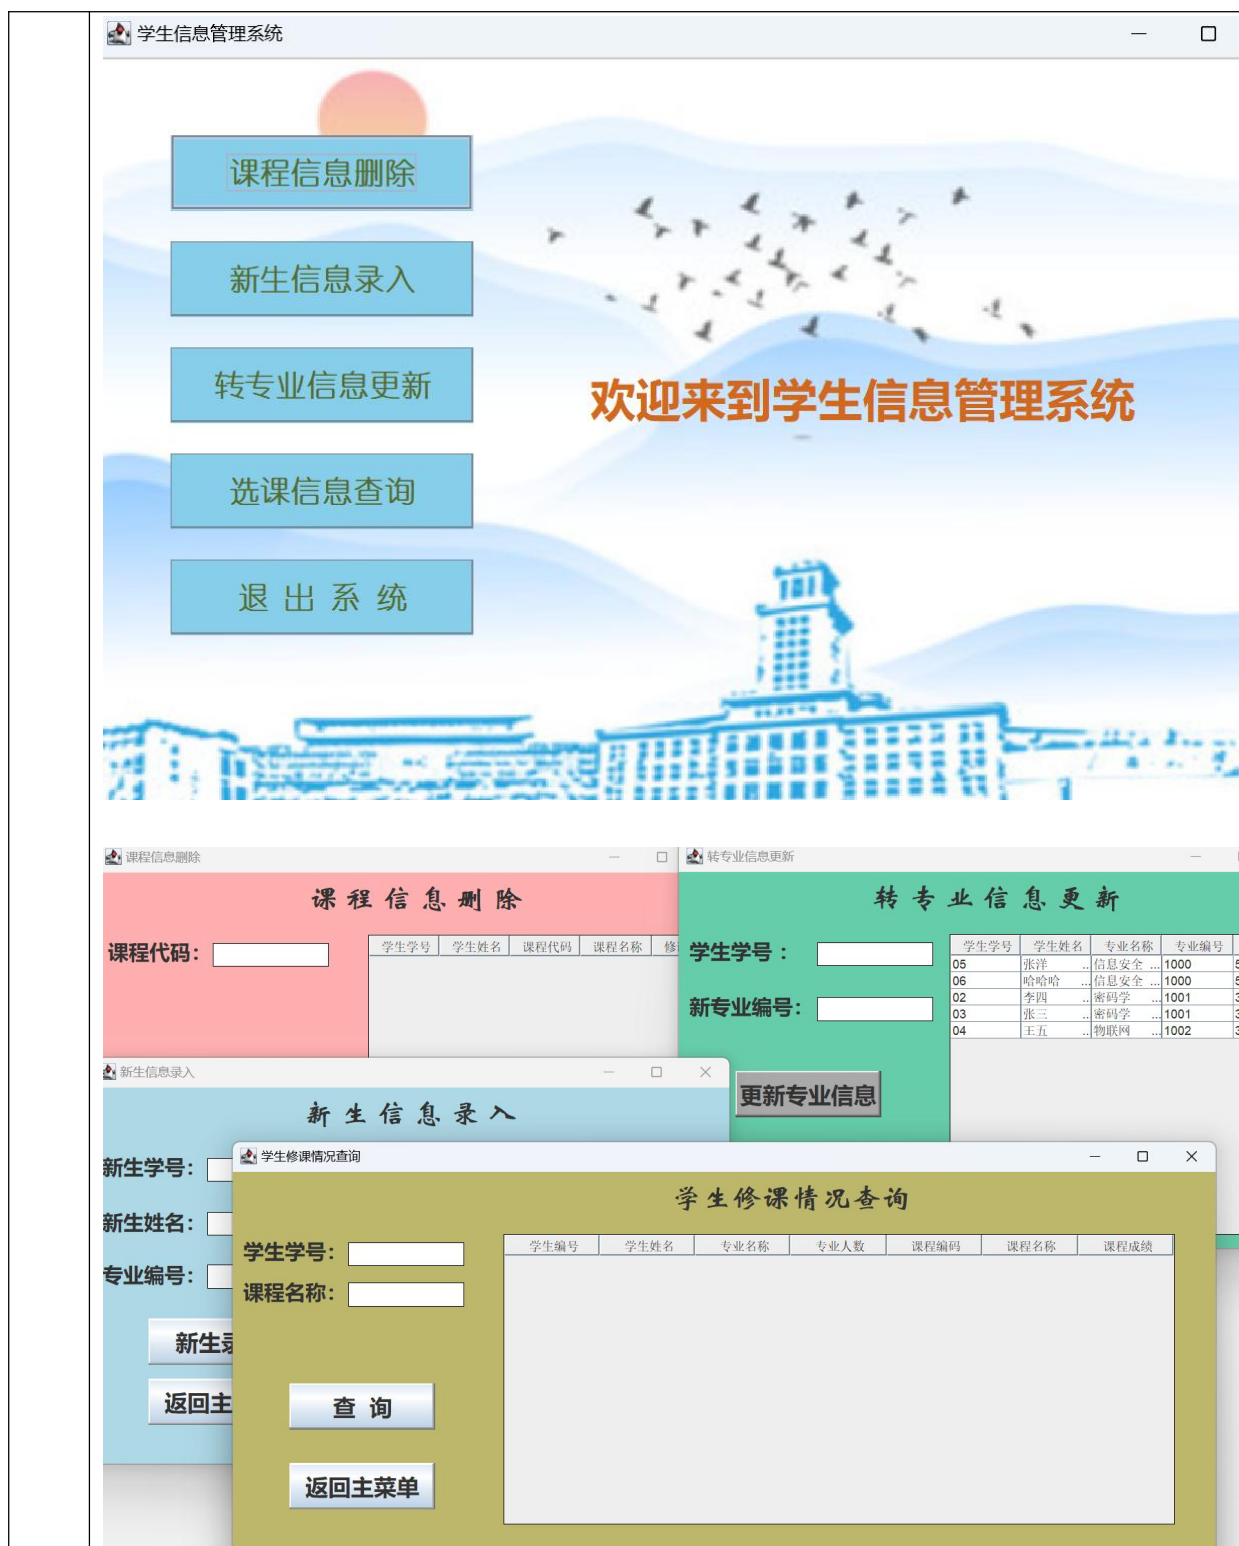 学生信息管理系统
课程信息删除
新生信息录入
转专业信息更新
选课信息查询
退 出 系 统
欢迎来到学生信息管理系统
课程信息删除
课 程 信 息 删 除
课程代码：
学生学号 学生姓名 课程代码 课程名称
转专业信息更新
转 专 业 信 息 更 新
学生学号 ：
新专业编号：
更新专业信息
学生学号 学生姓名 专业名称 专业编号
05 张洋 ... 信息安全 ... 1000
06 哈哈哈 ... 信息安全 ... 1000
02 李四 ... 密码学 ... 1001
03 张三 ... 密码学 ... 1001
04 王五 ... 物联网 ... 1002
新生信息录入
新 生 信 息 录 入
新生学号：
新生姓名：
专业编号：
新生
返回主
学生修课情况查询
学生修课情况查询
学生学号：
课程名称：
查 询
返回主菜单
学生编号 学生姓名 专业名称 专业人数 课程编码 课程名称 课程成绩